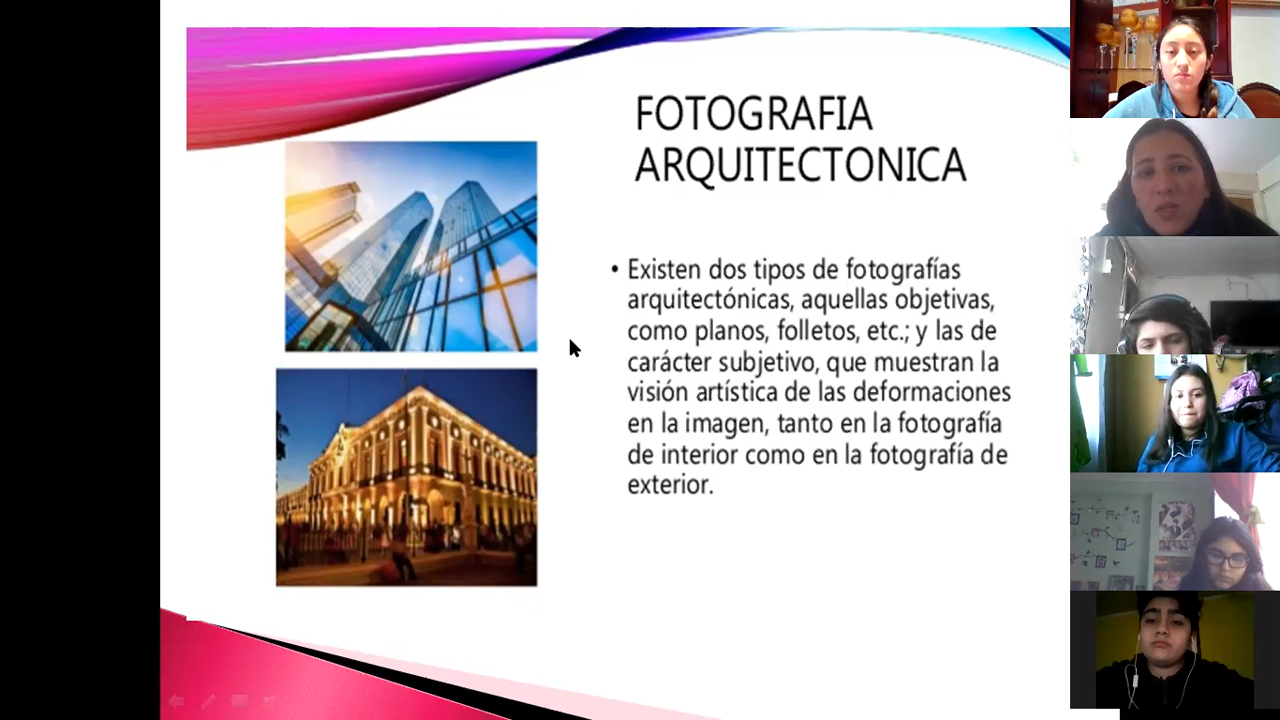 FOTOGRAFIA
ARQUITECTONICA
• Existen dos tipos de fotografías
arquitectónicas, aquellas objetivas,
como planos, folletos, etc.; y las de
carácter subjetivo, que muestran la
visión artística de las deformaciones
en la imagen, tanto en la fotografía
de interior como en la fotografía de
exterior.